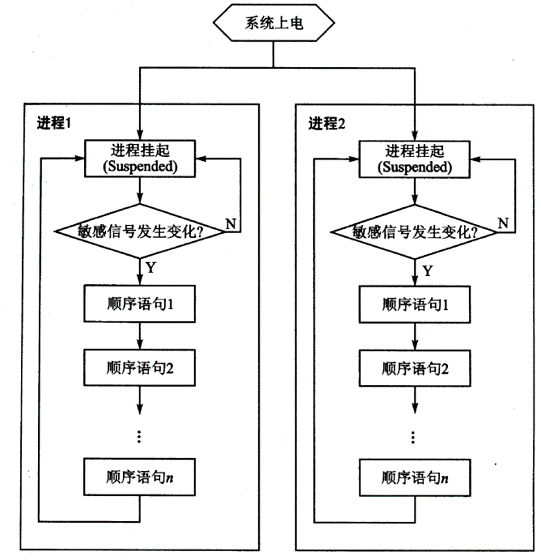 系统上电
进程1
进程挂起
(Suspended)
敏感信号发生变化?
N
Y
顺序语句1
顺序语句2
⋮
顺序语句n
进程2
进程挂起
(Suspended)
敏感信号发生变化?
N
Y
顺序语句1
顺序语句2
⋮
顺序语句n